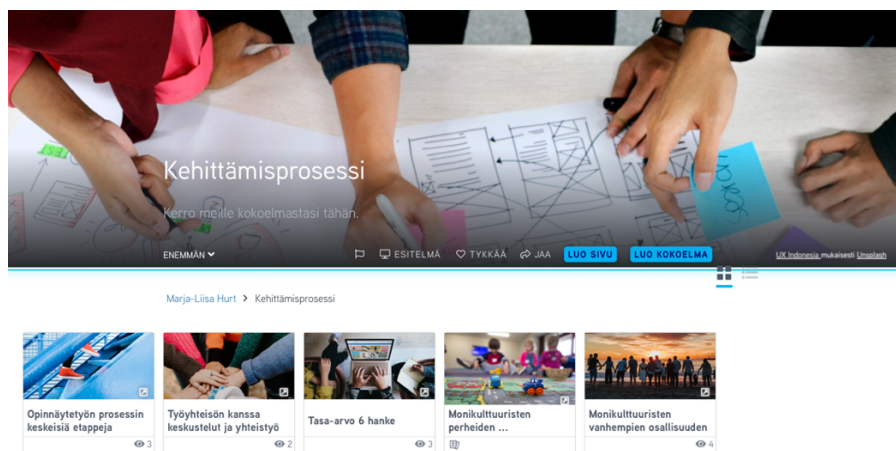 Kehittämisprosessi
Kerro meille kokoelmastasi tähän.
ENEMMÄN
ESITELMÄ
TYKKÄÄ
JAA
LUO SIVU
LUO KOKOELMA
UX Indonesia mukaisesti Unsplash
Marja-Liisa Hurt > Kehittämisprosessi
Opinnäytetyön prosessin
keskeisiä etappeja
3
Työyhteisön kanssa
keskustelut ja yhteistyö
2
Tasa-arvo 6 hanke
3
Monikulttuuristen
perheiden ...
Monikulttuuristen
vanhempien osallisuuden
4